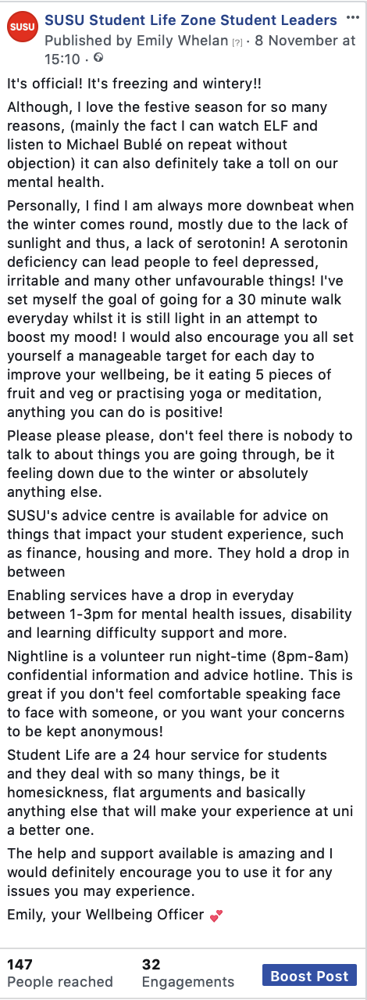 SUSU
SUSU Student Life Zone Student Leaders ...
Published by Emily Whelan [?] · 8 November at
15:10 ·
It's official! It's freezing and wintery!!
Although, I love the festive season for so many
reasons, (mainly the fact I can watch ELF and
listen to Michael Bublé on repeat without
objection) it can also definitely take a toll on our
mental health.
Personally, I find I am always more downbeat when
the winter comes round, mostly due to the lack of
sunlight and thus, a lack of serotonin! A serotonin
deficiency can lead people to feel depressed,
irritable and many other unfavourable things! I've
set myself the goal of going for a 30 minute walk
everyday whilst it is still light in an attempt to
boost my mood! I would also encourage you all set
yourself a manageable target for each day to
improve your wellbeing, be it eating 5 pieces of
fruit and veg or practising yoga or meditation,
anything you can do is positive!
Please please please, don't feel there is nobody to
talk to about things you are going through, be it
feeling down due to the winter or absolutely
anything else.
SUSU's advice centre is available for advice on
things that impact your student experience, such
as finance, housing and more. They hold a drop in
between
Enabling services have a drop in everyday
between 1-3pm for mental health issues, disability
and learning difficulty support and more.
Nightline is a volunteer run night-time (8pm-8am)
confidential information and advice hotline. This is
great if you don't feel comfortable speaking face
to face with someone, or you want your concerns
to be kept anonymous!
Student Life are a 24 hour service for students
and they deal with so many things, be it
homesickness, flat arguments and basically
anything else that will make your experience at uni
a better one.
The help and support available is amazing and I
would definitely encourage you to use it for any
issues you may experience.
Emily, your Wellbeing Officer 💕
147 32
People reached Engagements Boost Post